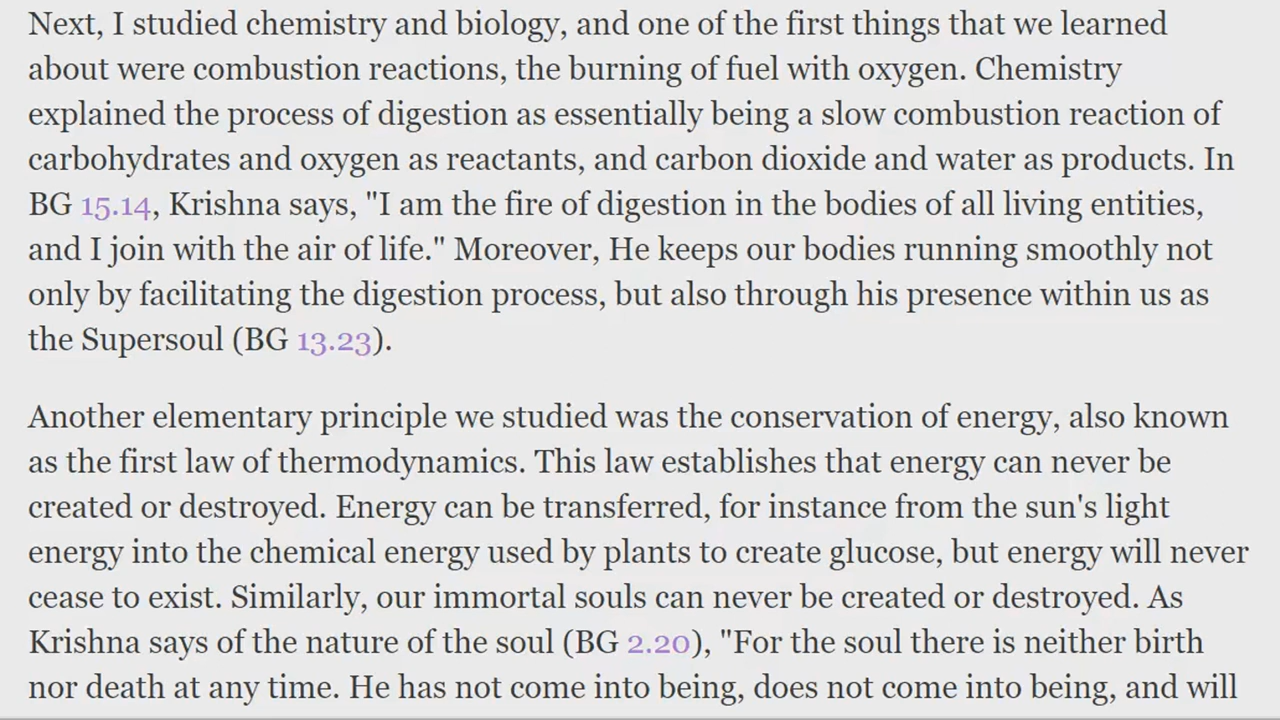 Next, I studied chemistry and biology, and one of the first things that we learned
about were combustion reactions, the burning of fuel with oxygen. Chemistry
explained the process of digestion as essentially being a slow combustion reaction of
carbohydrates and oxygen as reactants, and carbon dioxide and water as products. In
BG 15.14, Krishna says, "I am the fire of digestion in the bodies of all living entities,
and I join with the air of life." Moreover, He keeps our bodies running smoothly not
only by facilitating the digestion process, but also through his presence within us as
the Supersoul (BG 13.23).
Another elementary principle we studied was the conservation of energy, also known
as the first law of thermodynamics. This law establishes that energy can never be
created or destroyed. Energy can be transferred, for instance from the sun's light
energy into the chemical energy used by plants to create glucose, but energy will never
cease to exist. Similarly, our immortal souls can never be created or destroyed. As
Krishna says of the nature of the soul (BG 2.20), "For the soul there is neither birth
nor death at any time. He has not come into being, does not come into being, and will